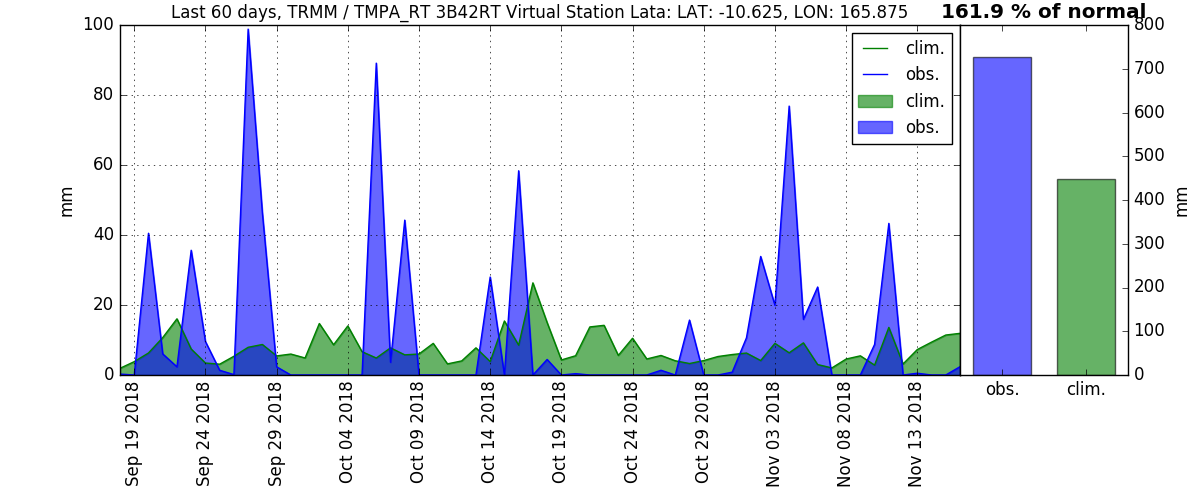 Last 60 days, TRMM / TMPA_RT 3B42RT Virtual Station Lata: LAT: -10.625, LON: 165.875
161.9 % of normal
100
80
60
40
20
0
mm
clim.
obs.
clim.
obs.
Sep 19 2018
Sep 24 2018
Sep 29 2018
Oct 04 2018
Oct 09 2018
Oct 14 2018
Oct 19 2018
Oct 24 2018
Oct 29 2018
Nov 03 2018
Nov 08 2018
Nov 13 2018
800
700
600
500
400
300
200
100
0
mm
obs.
clim.